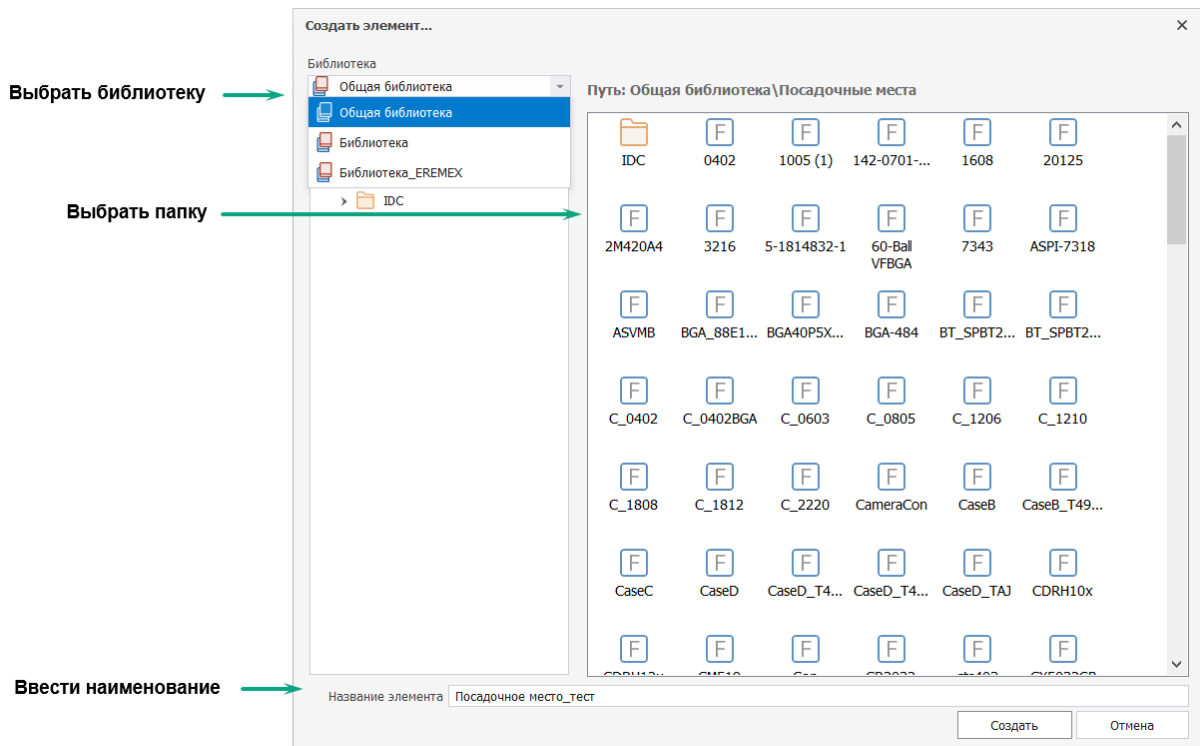 Создать элемент...
Библиотека
Выбрать библиотеку
Общая библиотека
Путь: Общая библиотека\Посадочные места
Общая библиотека
Библиотека
Библиотека_EREMEX
Выбрать папку
IDC
IDC 0402 1005 (1) 142-0701-... 1608 20125
2M420A4 3216 5-1814832-1 60-Ball VFBGA 7343 ASPI-7318
ASVMB BGA_88E1... BGA40P5X... BGA-484 BT_SPBT2... BT_SPBT2...
C_0402 C_0402BGA C_0603 C_0805 C_1206 C_1210
C_1808 C_1812 C_2220 CameraCon CaseB CaseB_T49...
CaseC CaseD CaseD_T4... CaseD_T4... CaseD_TAJ CDRH10x
Ввести наименование
Название элемента Посадочное место_тест
Создать Отмена